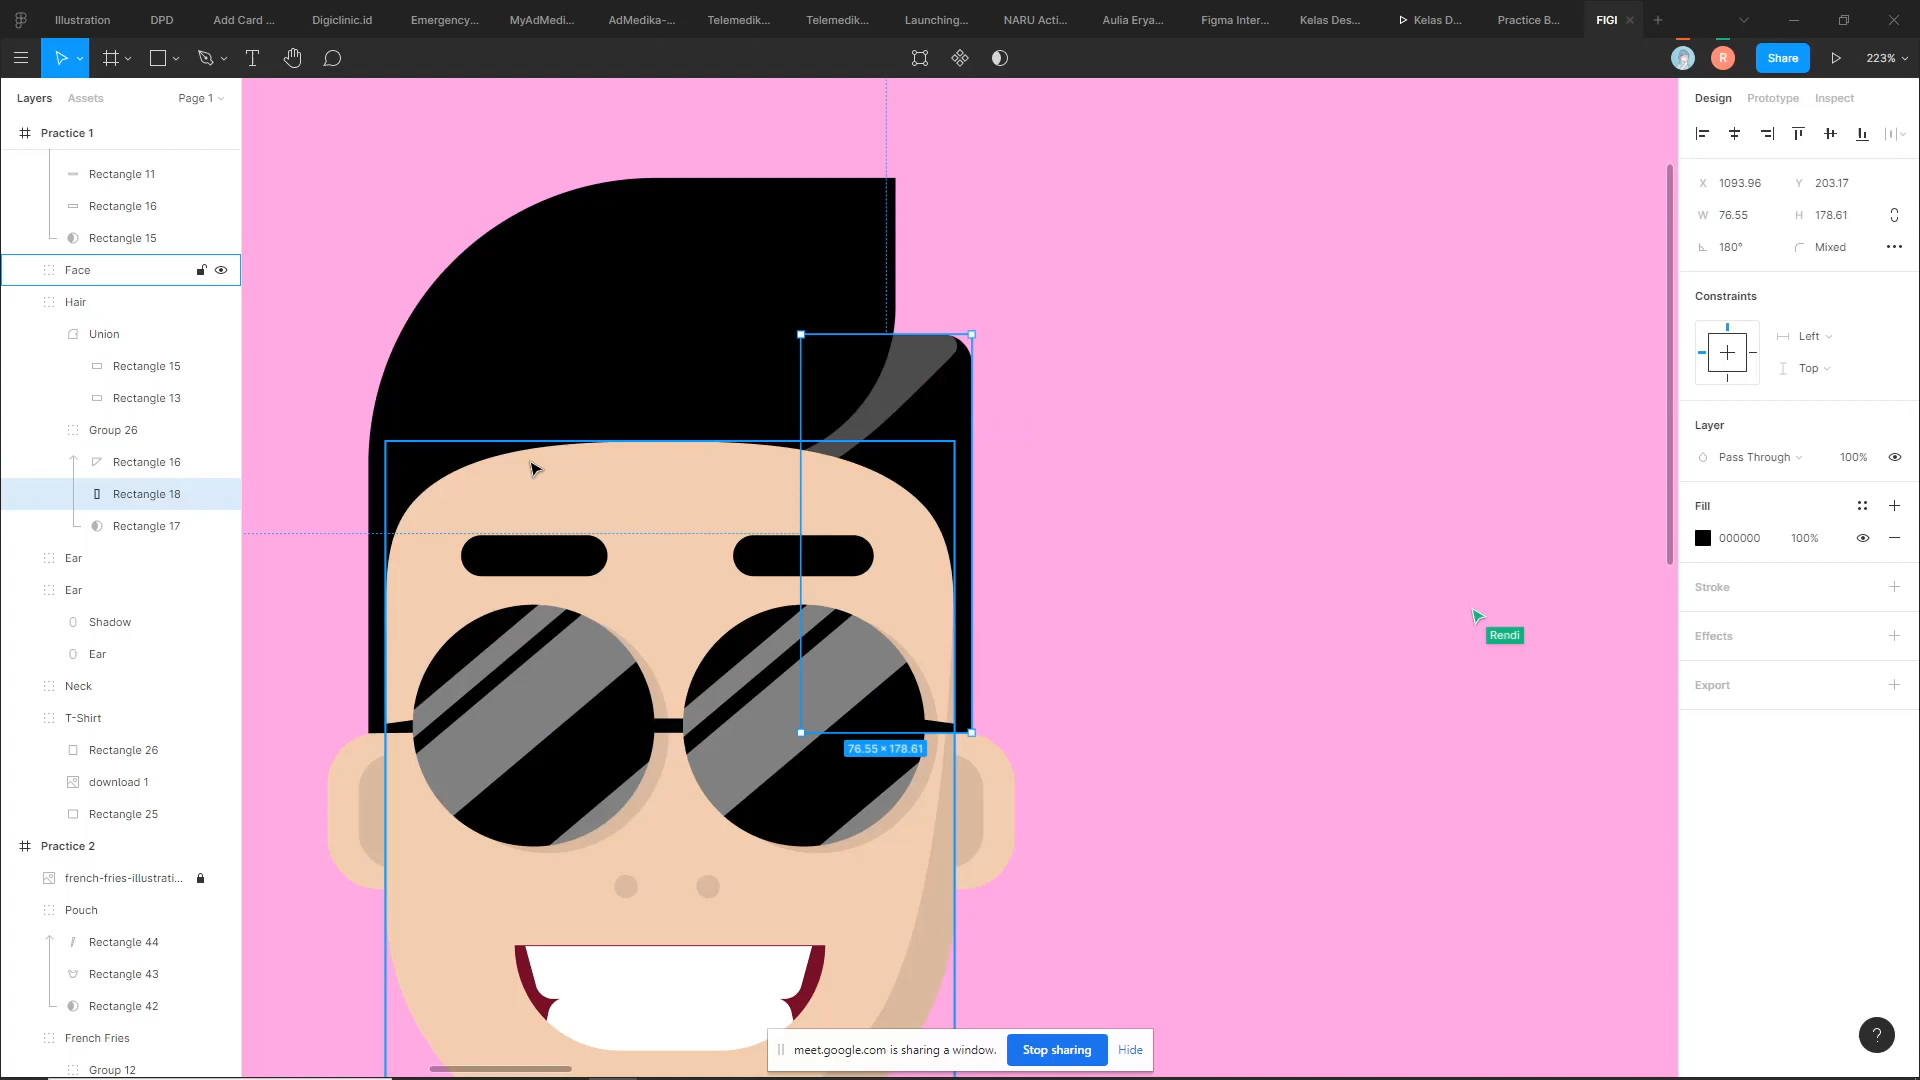 Illustration
DPD
Add Card ...
Digiclinic.id
Emergency...
MyAdMedi...
AdMedika-...
Telemedik...
Telemedik...
Launching...
NARU Acti...
Aulia Erya...
Figma Inter...
Kelas Des...
Kelas D...
Practice B...
FIGI
R
Share
223%
Layers
Assets
Page 1
Practice 1
Rectangle 11
Rectangle 16
Rectangle 15
Face
Hair
Union
Rectangle 15
Rectangle 13
Group 26
Rectangle 16
Rectangle 18
Rectangle 17
Ear
Ear
Shadow
Ear
Neck
T-Shirt
Rectangle 26
download 1
Rectangle 25
Practice 2
french-fries-illustrati...
Pouch
Rectangle 44
Rectangle 43
Rectangle 42
French Fries
Group 12
76.55 × 178.61
Rendi
meet.google.com is sharing a window.
Stop sharing
Hide
Design
Prototype
Inspect
X 1093.96
Y 203.17
W 76.55
H 178.61
180°
Mixed
Constraints
Left
Top
Layer
Pass Through
100%
Fill
000000
100%
Stroke
Effects
Export
?